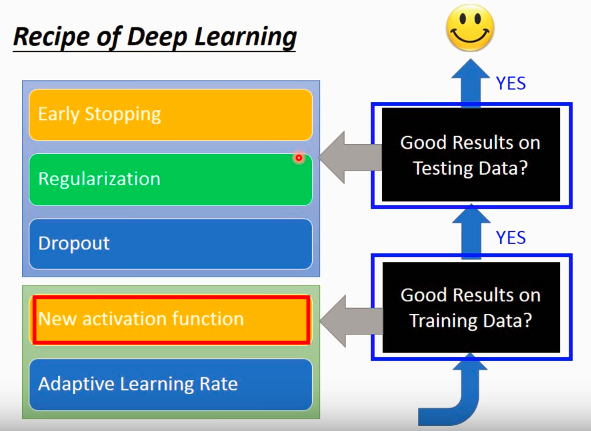 Recipe of Deep Learning
YES
Early Stopping
Good Results on
Testing Data?
Regularization
Dropout
YES
New activation function
Good Results on
Training Data?
Adaptive Learning Rate